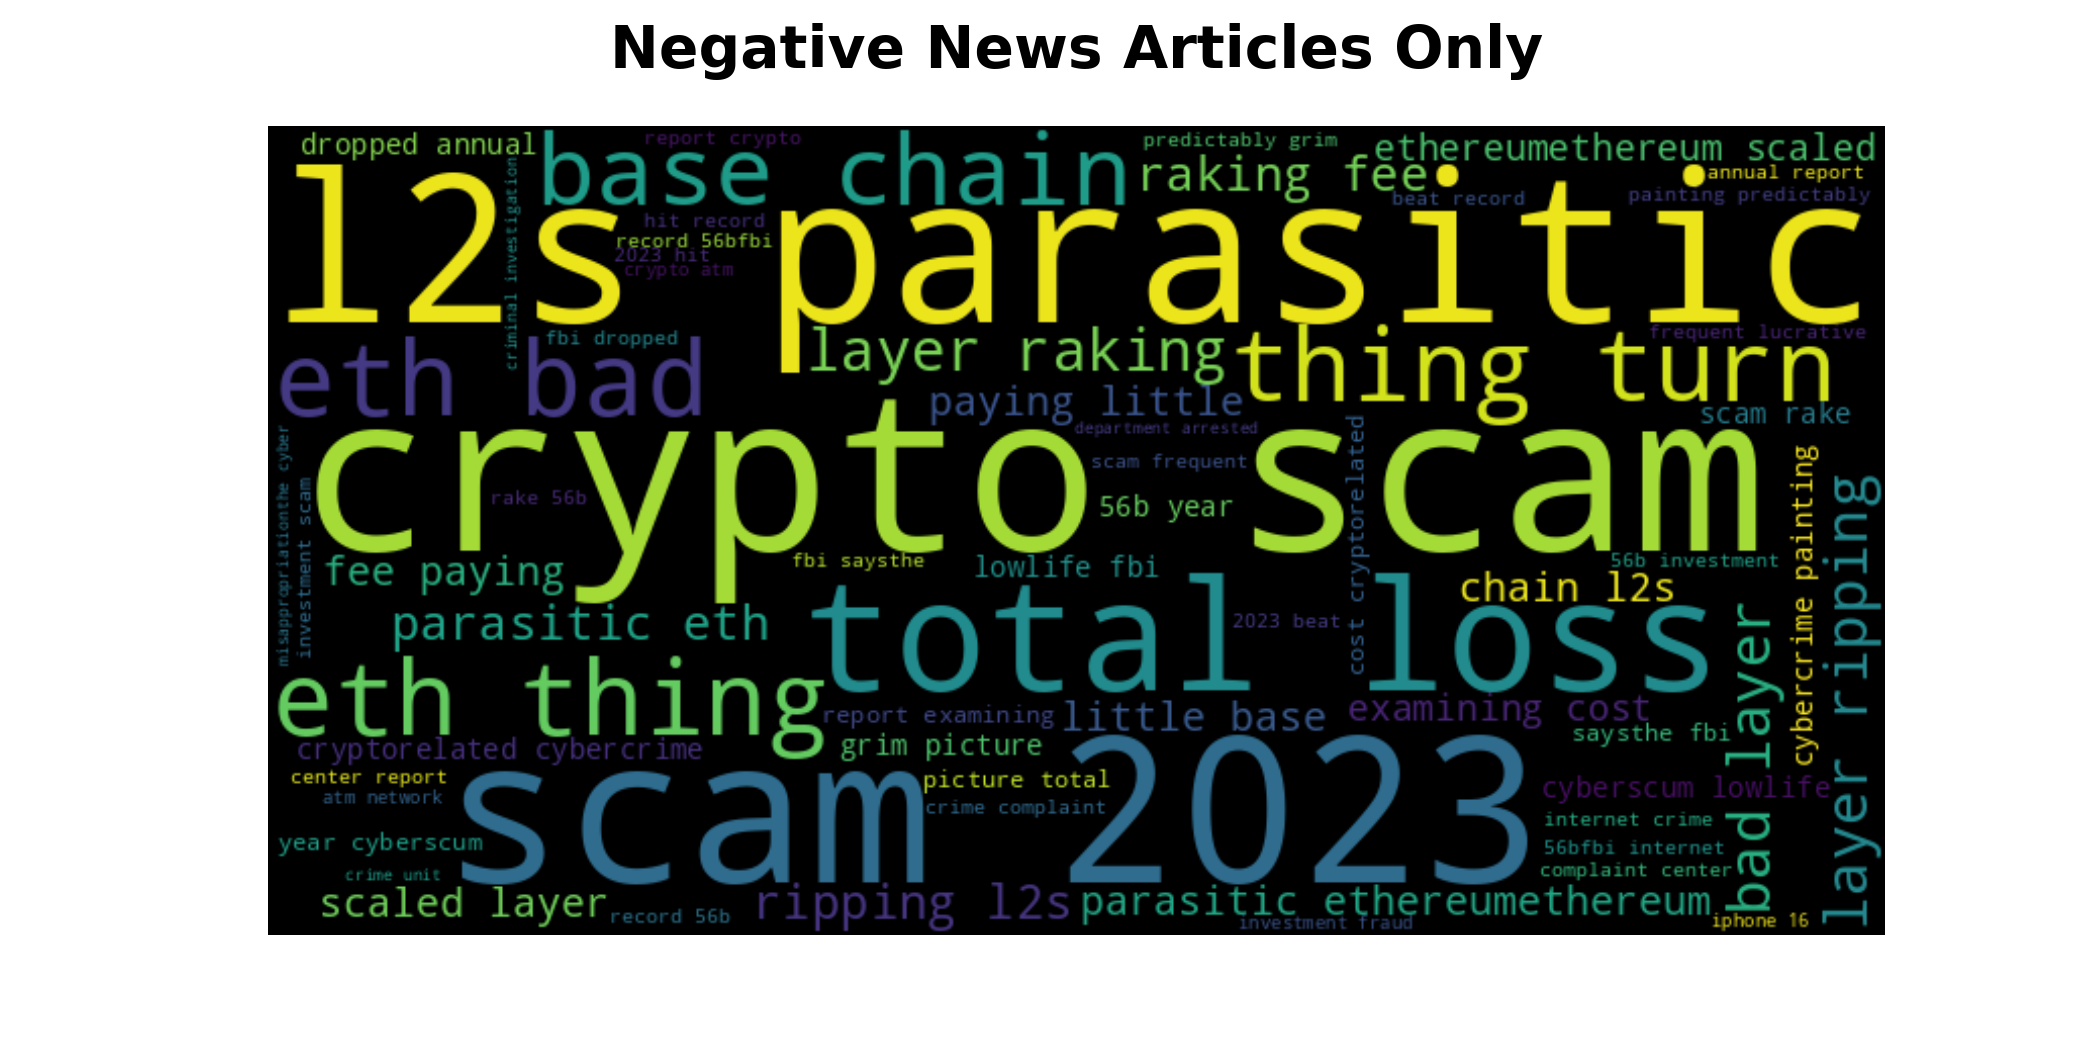 Negative News Articles Only
dropped annual
base chain
report crypto
predictably grim
ethereumethereum scaled
raking fee
annual report
l2s parasitic
criminal investigation
hit record
beat record
painting predictably
record 56bfbi
2023 hit
crypto atm
fbi dropped
frequent lucrative
eth bad
layer raking
thing turn
paying little
scam rake
department arrested
crypto scam
scam frequent
cost cryptorelated
misappropriationthe cyber
investment scam
rake 56b
56b year
cybercrime painting
layer ripping
fee paying
fbi saysthe
lowlife fbi
56b investment
chain l2s
parasitic eth
total loss
2023 beat
bad layer
eth thing
report examining
little base
examining cost
cryptorelated cybercrime
grim picture
saysthe fbi
center report
scam 2023
picture total
cyberscum lowlife
atm network
crime complaint
internet crime
year cyberscum
56bfbi internet
crime unit
complaint center
scaled layer
record 56b
ripping l2s
parasitic ethereumethereum
investment fraud
iphone 16